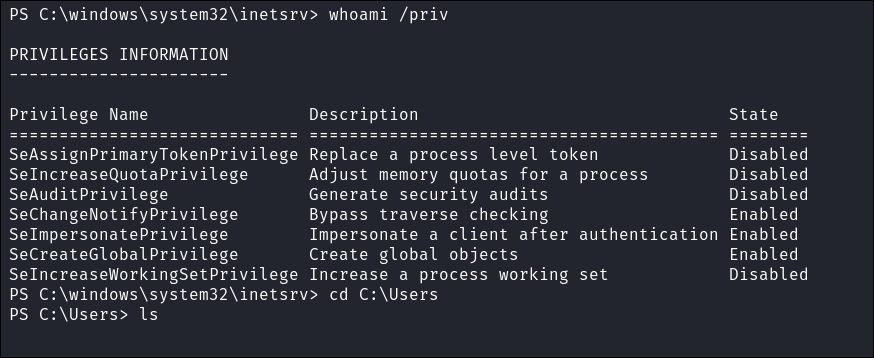 PS C:\windows\system32\inetsrv> whoami /priv
PRIVILEGES INFORMATION
----------------------
Privilege Name                Description                               State
============================= ========================================= ========
SeAssignPrimaryTokenPrivilege Replace a process level token             Disabled
SeIncreaseQuotaPrivilege      Adjust memory quotas for a process        Disabled
SeAuditPrivilege              Generate security audits                  Disabled
SeChangeNotifyPrivilege       Bypass traverse checking                  Enabled
SeImpersonatePrivilege        Impersonate a client after authentication Enabled
SeCreateGlobalPrivilege       Create global objects                     Enabled
SeIncreaseWorkingSetPrivilege Increase a process working set            Disabled
PS C:\windows\system32\inetsrv> cd C:\Users
PS C:\Users> ls